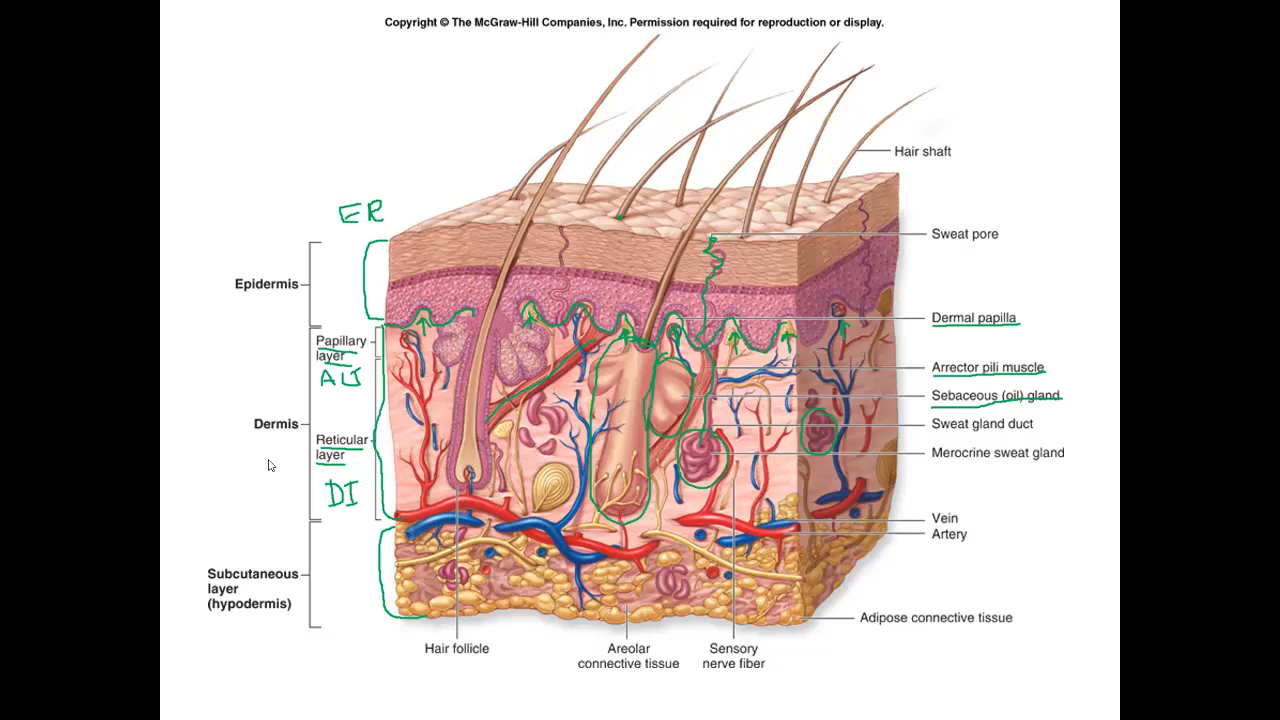 Copyright © The McGraw-Hill Companies, Inc. Permission required for reproduction or display.
Hair shaft
ER
Sweat pore
Epidermis
Dermal papilla
Papillary
layer
Arrector pili muscle
Sebaceous (oil) gland
Dermis
Sweat gland duct
Reticular
layer
Merocrine sweat gland
DI
Vein
Artery
Subcutaneous
layer
(hypodermis)
Adipose connective tissue
Hair follicle
Areolar
connective tissue
Sensory
nerve fiber